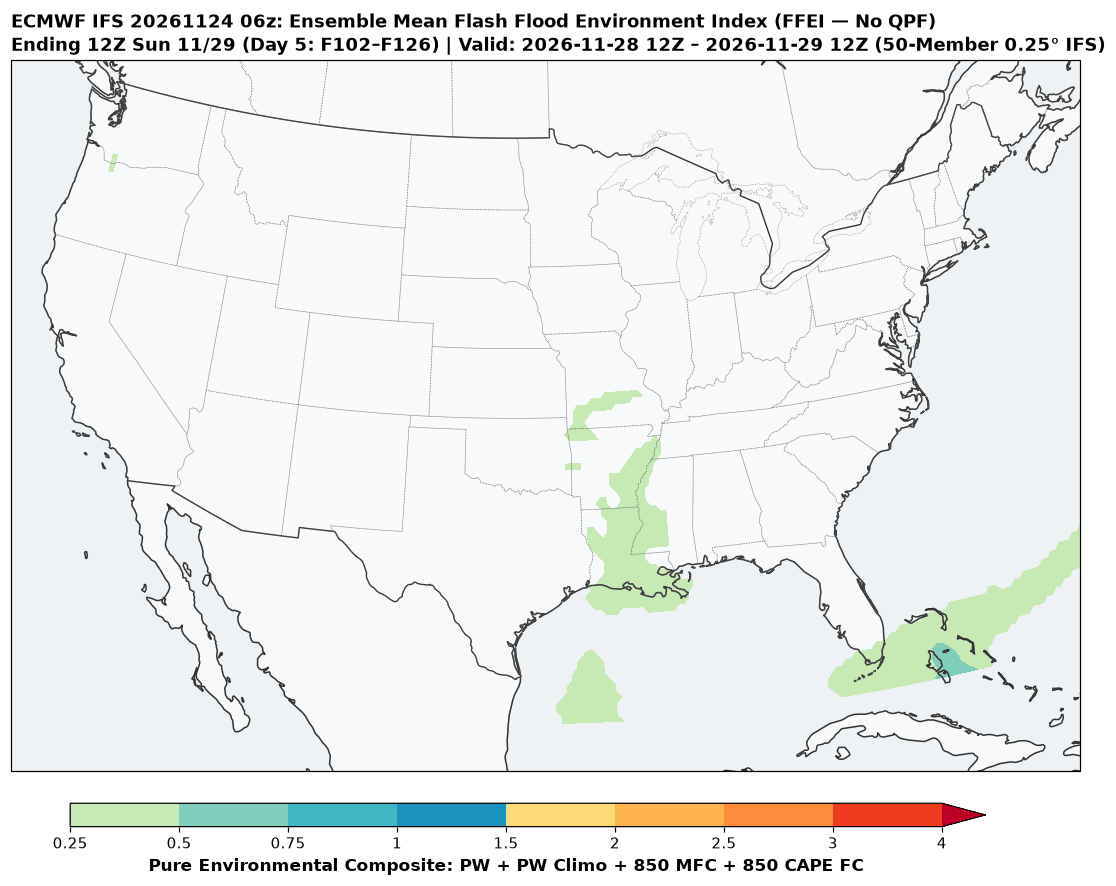 ECMWF IFS 20261124 06z: Ensemble Mean Flash Flood Environment Index (FFEI — No QPF)
Ending 12Z Sun 11/29 (Day 5: F102–F126) | Valid: 2026-11-28 12Z – 2026-11-29 12Z (50-Member 0.25° IFS)
0.25 0.5 0.75 1 1.5 2 2.5 3 4
Pure Environmental Composite: PW + PW Climo + 850 MFC + 850 CAPE FC